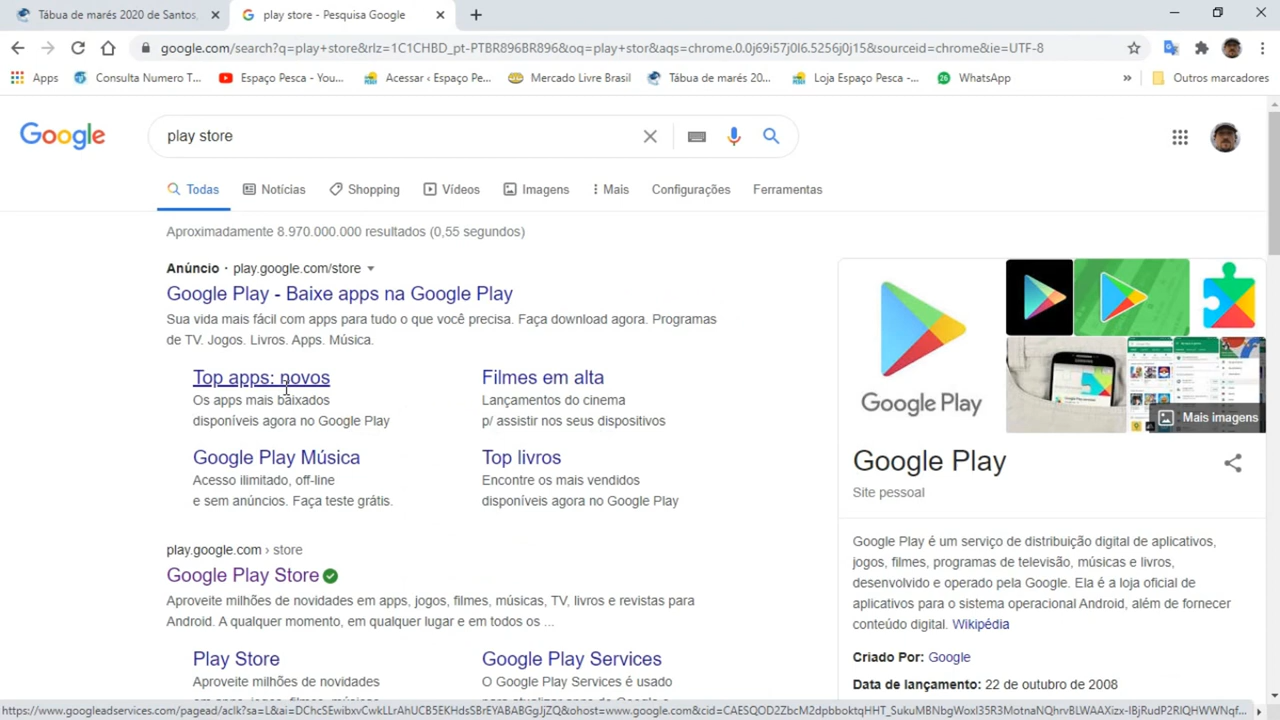 Tábua de marés 2020 de Santos,
play store - Pesquisa Google
google.com/search?q=play+store&rlz=1C1CHBD_pt-PTBR896BR896&oq=play+stor&aqs=chrome.0.0j69i57j0l6.5256j0j15&sourceid=chrome&ie=UTF-8
Apps
Consulta Numero T...
Espaço Pesca - You...
Acessar ‹ Espaço Pe...
Mercado Livre Brasil
Tábua de marés 20...
Loja Espaço Pesca -...
26
WhatsApp
»
Outros marcadores
Google
play store
Todas
Notícias
Shopping
Vídeos
Imagens
Mais
Configurações
Ferramentas
Aproximadamente 8.970.000.000 resultados (0,55 segundos)
Anúncio · play.google.com/store
Google Play - Baixe apps na Google Play
Sua vida mais fácil com apps para tudo o que você precisa. Faça download agora. Programas
de TV. Jogos. Livros. Apps. Música.
Top apps: novos
Os apps mais baixados
disponíveis agora no Google Play
Filmes em alta
Lançamentos do cinema
p/ assistir nos seus dispositivos
Google Play Música
Acesso ilimitado, off-line
e sem anúncios. Faça teste grátis.
Top livros
Encontre os mais vendidos
disponíveis agora no Google Play
play.google.com › store
Google Play Store
Aproveite milhões de novidades em apps, jogos, filmes, músicas, TV, livros e revistas para
Android. A qualquer momento, em qualquer lugar e em todos os ...
Play Store
Aproveite milhões de novidades
em apps, jogos, filmes, músicas
Google Play Services
O Google Play Services é usado
para atualizar apps do Google e
Google Play
Mais imagens
Google Play
Site pessoal
Google Play é um serviço de distribuição digital de aplicativos,
jogos, filmes, programas de televisão, músicas e livros,
desenvolvido e operado pela Google. Ela é a loja oficial de
aplicativos para o sistema operacional Android, além de fornecer
conteúdo digital. Wikipédia
Criado Por: Google
Data de lançamento: 22 de outubro de 2008